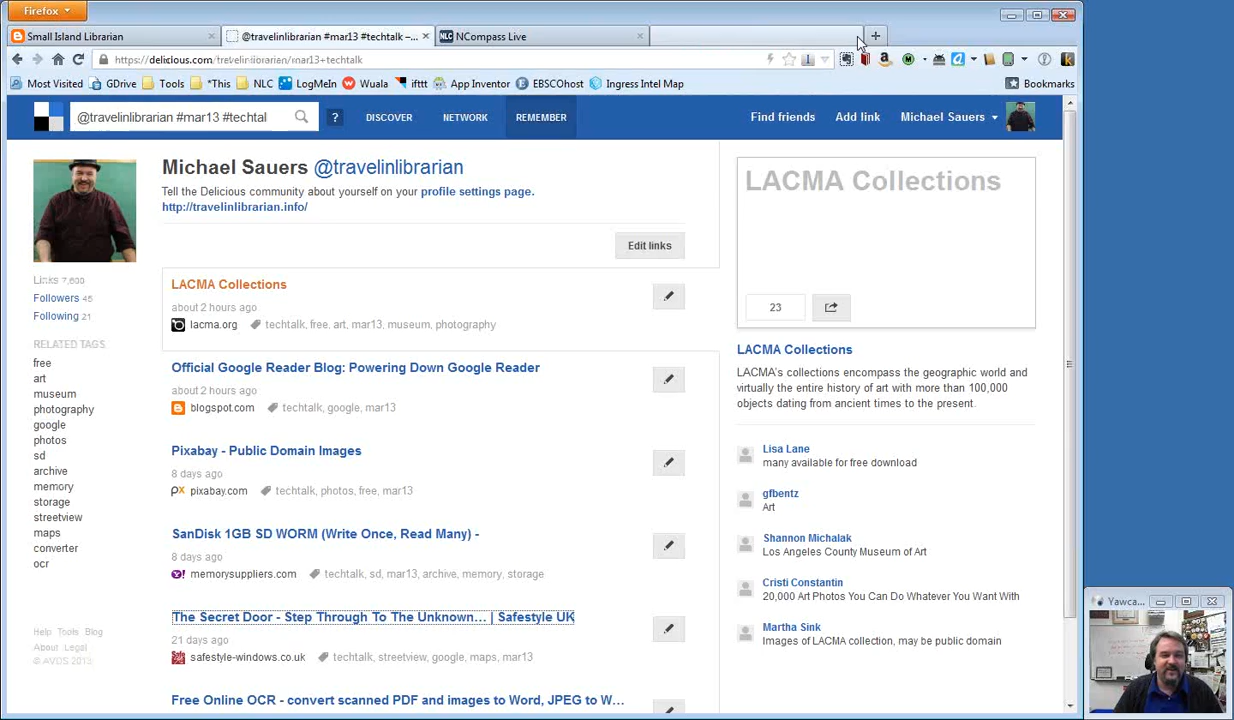 Firefox
Small Island Librarian
@travelinlibrarian #mar13 #techtalk –...
NLC NCompass Live
https://delicious.com/travelinlibrarian/mar13+techtalk
Most Visited GDrive Tools *This NLC LogMeIn Wuala ifttt App Inventor EBSCOhost Ingress Intel Map Bookmarks
@travelinlibrarian #mar13 #techtal ? DISCOVER NETWORK REMEMBER Find friends Add link Michael Sauers
Michael Sauers @travelinlibrarian
Tell the Delicious community about yourself on your profile settings page.
http://travelinlibrarian.info/
Edit links
Links 7,600
Followers 45
Following 21
RELATED TAGS
free
art
museum
photography
google
photos
sd
archive
memory
storage
streetview
maps
converter
ocr
Help Tools Blog
About Legal
© AVOS 2013
LACMA Collections
about 2 hours ago
lacma.org techtalk, free, art, mar13, museum, photography
Official Google Reader Blog: Powering Down Google Reader
about 2 hours ago
blogspot.com techtalk, google, mar13
Pixabay - Public Domain Images
8 days ago
px pixabay.com techtalk, photos, free, mar13
SanDisk 1GB SD WORM (Write Once, Read Many) -
8 days ago
Y! memorysuppliers.com techtalk, sd, mar13, archive, memory, storage
The Secret Door - Step Through To The Unknown... | Safestyle UK
21 days ago
safestyle-windows.co.uk techtalk, streetview, google, maps, mar13
Free Online OCR - convert scanned PDF and images to Word, JPEG to W...
LACMA Collections
23
LACMA Collections
LACMA's collections encompass the geographic world and
virtually the entire history of art with more than 100,000
objects dating from ancient times to the present.
Lisa Lane
many available for free download
gfbentz
Art
Shannon Michalak
Los Angeles County Museum of Art
Cristi Constantin
20,000 Art Photos You Can Do Whatever You Want With
Martha Sink
Images of LACMA collection, may be public domain
Yawca...